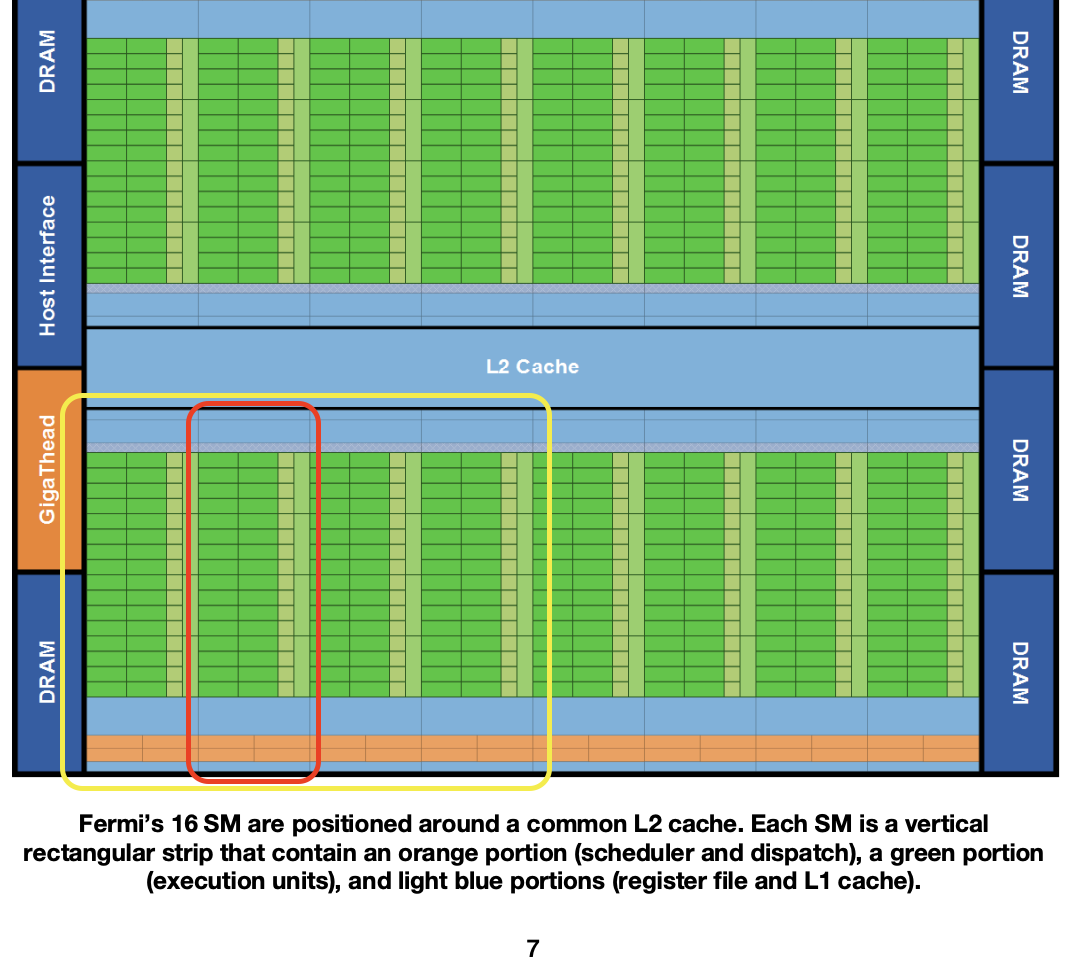 DRAM
DRAM
Host Interface
DRAM
L2 Cache
GigaThead
DRAM
DRAM
DRAM
Fermi’s 16 SM are positioned around a common L2 cache. Each SM is a vertical
rectangular strip that contain an orange portion (scheduler and dispatch), a green portion
(execution units), and light blue portions (register file and L1 cache).
7